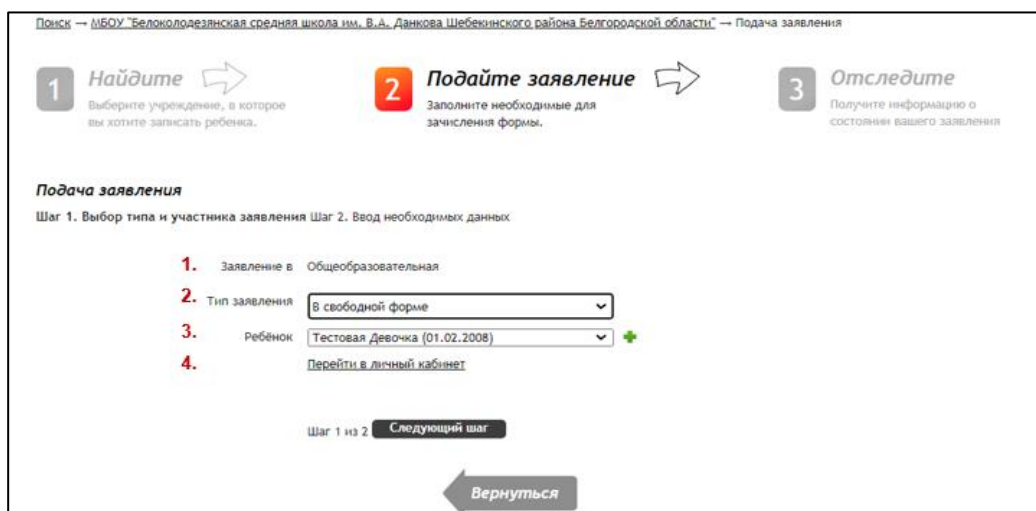 Поиск → МБОУ "Белоколодезянская средняя школа им. В.А. Данкова Шебекинского района Белгородской области" → Подача заявления
1 Найдите
Выберите учреждение, в которое
вы хотите записать ребенка.
2 Подайте заявление
Заполните необходимые для
зачисления формы.
3 Отследите
Получите информацию о
состоянии вашего заявления
Подача заявления
Шаг 1. Выбор типа и участника заявления Шаг 2. Ввод необходимых данных
1. Заявление в Общеобразовательная
2. Тип заявления В свободной форме
3. Ребёнок Тестовая Девочка (01.02.2008)
4. Перейти в личный кабинет
Шаг 1 из 2 Следующий шаг
Вернуться